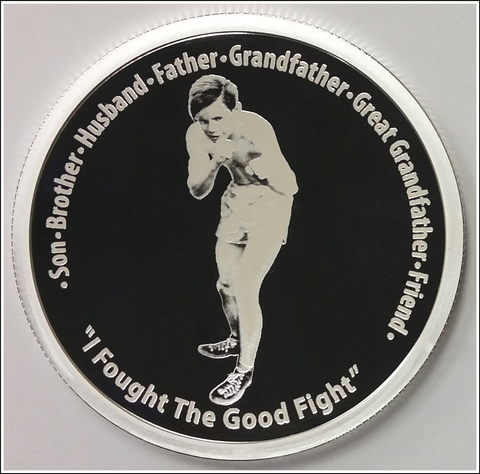 ·Son·Brother·Husband·Father·Grandfather·Great Grandfather·Friend·
"I Fought The Good Fight"